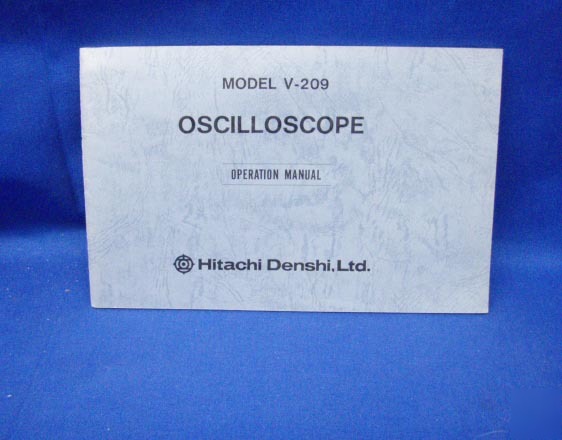 MODEL V-209
OSCILLOSCOPE
OPERATION MANUAL
Hitachi Denshi, Ltd.